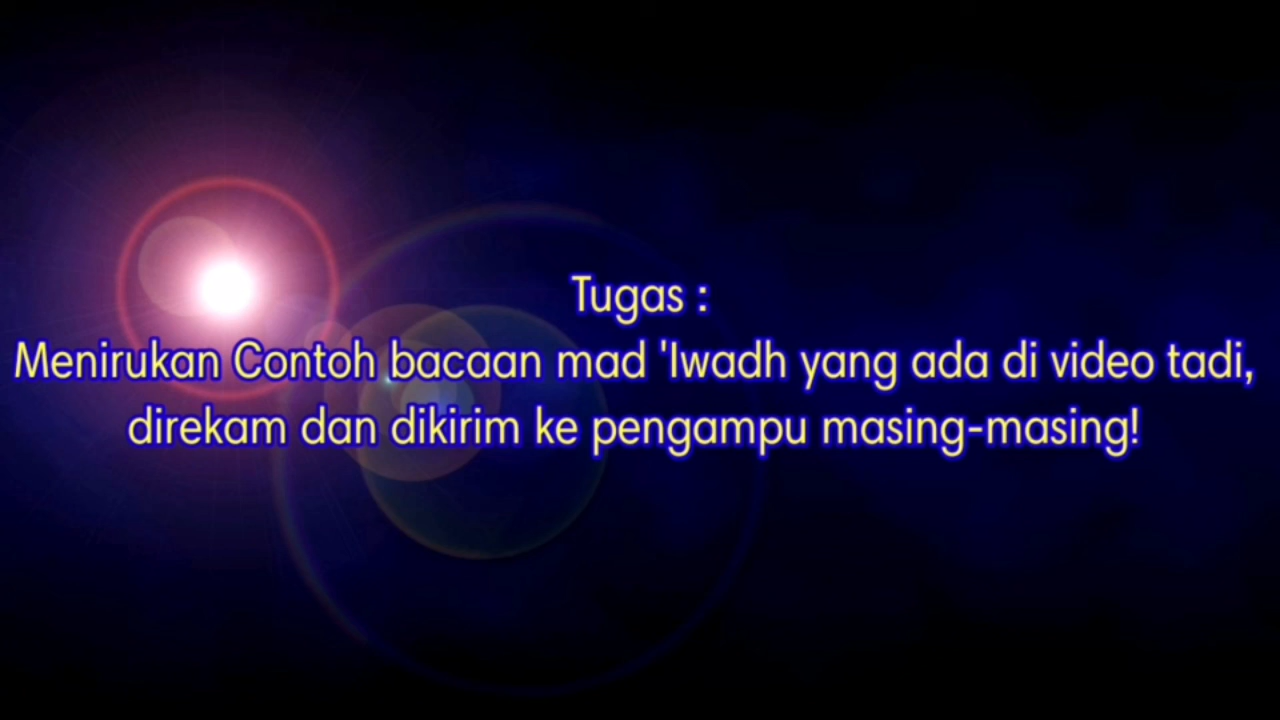 Tugas :
Menirukan Contoh bacaan mad 'Iwadh yang ada di video tadi,
direkam dan dikirim ke pengampu masing-masing!